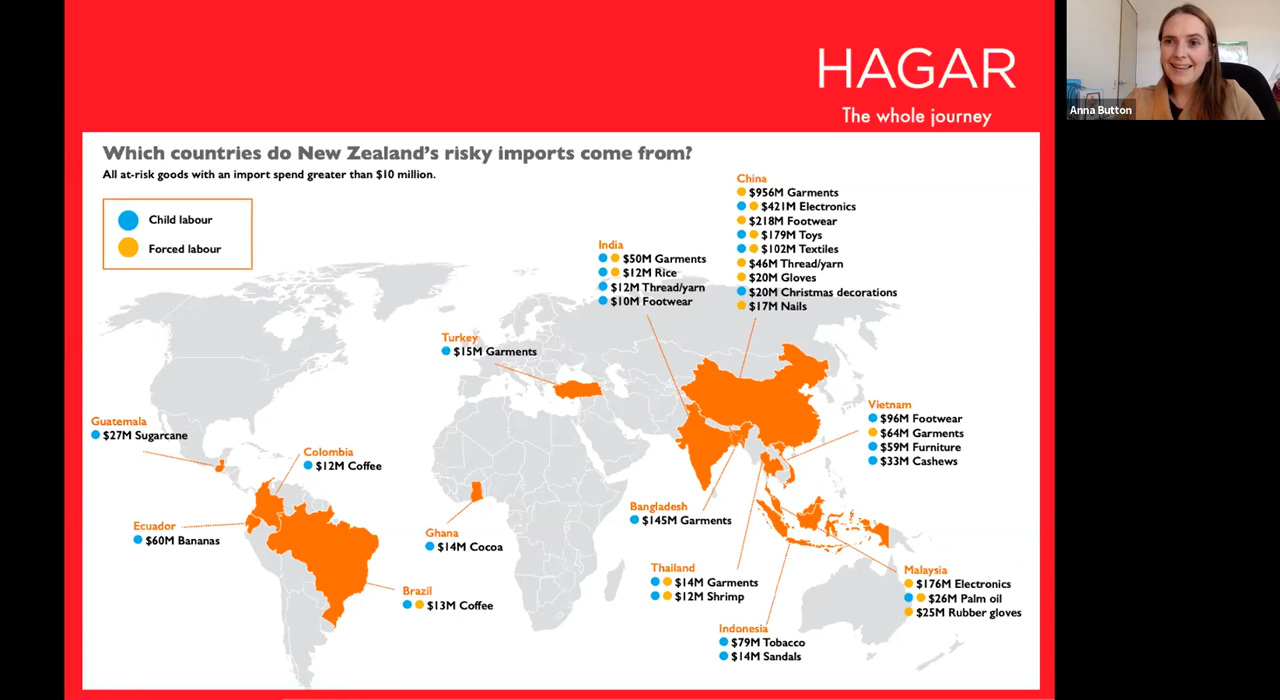 HAGAR
The whole journey
Anna Button
Which countries do New Zealand's risky imports come from?
All at-risk goods with an import spend greater than $10 million.
Child labour
Forced labour
China
$956M Garments
$421M Electronics
$218M Footwear
$179M Toys
$102M Textiles
$46M Thread/yarn
$20M Gloves
$20M Christmas decorations
$17M Nails
India
$50M Garments
$12M Rice
$12M Thread/yarn
$10M Footwear
Turkey
$15M Garments
Guatemala
$27M Sugarcane
Colombia
$12M Coffee
Vietnam
$96M Footwear
$64M Garments
$59M Furniture
$33M Cashews
Ecuador
$60M Bananas
Ghana
$14M Cocoa
Bangladesh
$145M Garments
Brazil
$13M Coffee
Thailand
$14M Garments
$12M Shrimp
Malaysia
$176M Electronics
$26M Palm oil
$25M Rubber gloves
Indonesia
$79M Tobacco
$14M Sandals